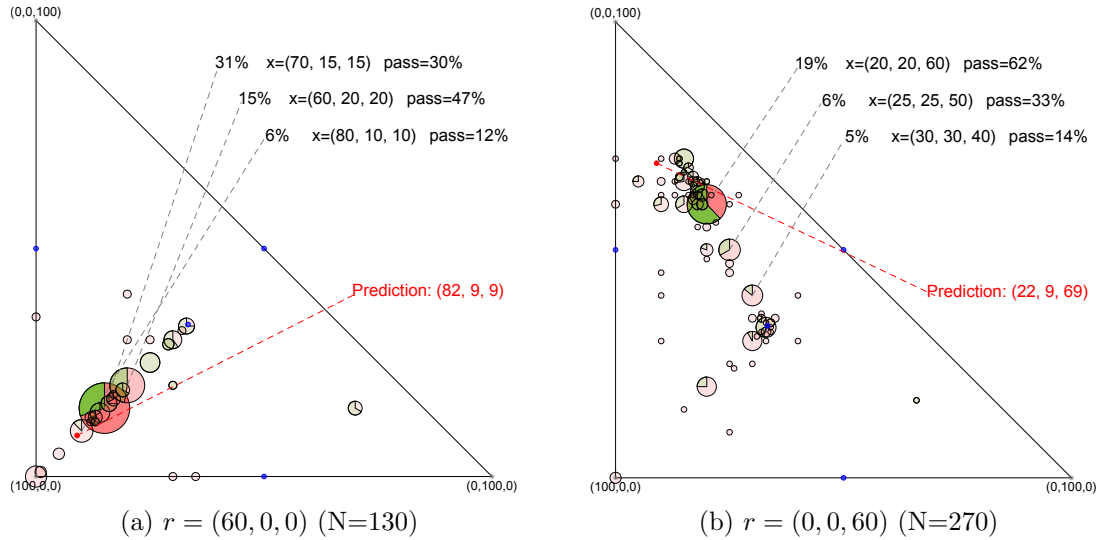 (0,0,100)
31% x=(70, 15, 15) pass=30%
15% x=(60, 20, 20) pass=47%
6% x=(80, 10, 10) pass=12%
Prediction: (82, 9, 9)
(100,0,0)
(0,100,0)
(a) r = (60, 0, 0) (N=130)
(0,0,100)
19% x=(20, 20, 60) pass=62%
6% x=(25, 25, 50) pass=33%
5% x=(30, 30, 40) pass=14%
Prediction: (22, 9, 69)
(100,0,0)
(0,100,0)
(b) r = (0, 0, 60) (N=270)